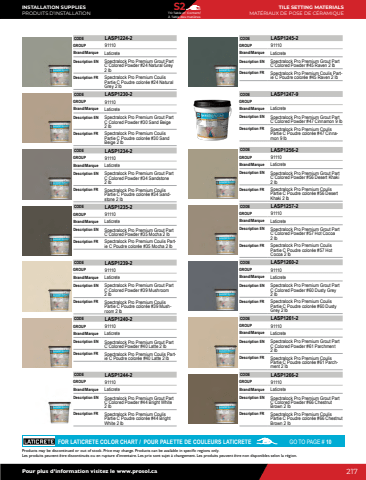 INSTALLATION SUPPLIES
PRODUITS D'INSTALLATION
S2
TILE SETTING MATERIALS
MATÉRIAUX DE POSE DE CÉRAMIQUE
CODE LASP1224-2
GROUP 91110
Brand/Marque Laticrete
Description EN Spectralock Pro Premium Grout Part
C Colored Powder #24 Natural Grey
2 lb
Description FR Spectralock Pro Premium Coulis
Partie C Poudre colorée #24 Natural
Grey 2 lb
CODE LASP1230-2
GROUP 91110
Brand/Marque Laticrete
Description EN Spectralock Pro Premium Grout Part
C Colored Powder #30 Sand Beige
2 lb
Description FR Spectralock Pro Premium Coulis
Partie C Poudre colorée #30 Sand
Beige 2 lb
CODE LASP1234-2
GROUP 91110
Brand/Marque Laticrete
Description EN Spectralock Pro Premium Grout Part
C Colored Powder #34 Sandstone
2 lb
Description FR Spectralock Pro Premium Coulis
Partie C Poudre colorée #34 Sand-
stone 2 lb
CODE LASP1235-2
GROUP 91110
Brand/Marque Laticrete
Description EN Spectralock Pro Premium Grout Part
C Colored Powder #35 Mocha 2 lb
Description FR Spectralock Pro Premium Coulis Part-
ie C Poudre colorée #35 Mocha 2 lb
CODE LASP1239-2
GROUP 91110
Brand/Marque Laticrete
Description EN Spectralock Pro Premium Grout Part
C Colored Powder #39 Mushroom
2 lb
Description FR Spectralock Pro Premium Coulis
Partie C Poudre colorée #39 Mush-
room 2 lb
CODE LASP1240-2
GROUP 91110
Brand/Marque Laticrete
Description EN Spectralock Pro Premium Grout Part
C Colored Powder #40 Latte 2 lb
Description FR Spectralock Pro Premium Coulis Part-
ie C Poudre colorée #40 Latte 2 lb
CODE LASP1244-2
GROUP 91110
Brand/Marque Laticrete
Description EN Spectralock Pro Premium Grout Part
C Colored Powder #44 Bright White
2 lb
Description FR Spectralock Pro Premium Coulis
Partie C Poudre colorée #44 Bright
White 2 lb
CODE LASP1245-2
GROUP 91110
Brand/Marque Laticrete
Description EN Spectralock Pro Premium Grout Part
C Colored Powder #45 Raven 2 lb
Description FR Spectralock Pro Premium Coulis Part-
ie C Poudre colorée #45 Raven 2 lb
CODE LASP1247-9
GROUP 91110
Brand/Marque Laticrete
Description EN Spectralock Pro Premium Grout Part
C Colored Powder #47 Cinnamon 9 lb
Description FR Spectralock Pro Premium Coulis
Partie C Poudre colorée #47 Cinna-
mon 9 lb
CODE LASP1256-2
GROUP 91110
Brand/Marque Laticrete
Description EN Spectralock Pro Premium Grout Part
C Colored Powder #56 Desert Khaki
2 lb
Description FR Spectralock Pro Premium Coulis
Partie C Poudre colorée #56 Desert
Khaki 2 lb
CODE LASP1257-2
GROUP 91110
Brand/Marque Laticrete
Description EN Spectralock Pro Premium Grout Part
C Colored Powder #57 Hot Cocoa
2 lb
Description FR Spectralock Pro Premium Coulis
Partie C Poudre colorée #57 Hot
Cocoa 2 lb
CODE LASP1260-2
GROUP 91110
Brand/Marque Laticrete
Description EN Spectralock Pro Premium Grout Part
C Colored Powder #60 Dusty Grey
2 lb
Description FR Spectralock Pro Premium Coulis
Partie C Poudre colorée #60 Dusty
Grey 2 lb
CODE LASP1261-2
GROUP 91110
Brand/Marque Laticrete
Description EN Spectralock Pro Premium Grout Part
C Colored Powder #61 Parchment
2 lb
Description FR Spectralock Pro Premium Coulis
Partie C Poudre colorée #61 Parch-
ment 2 lb
CODE LASP1266-2
GROUP 91110
Brand/Marque Laticrete
Description EN Spectralock Pro Premium Grout Part
C Colored Powder #66 Chestnut
Brown 2 lb
Description FR Spectralock Pro Premium Coulis
Partie C Poudre colorée #66 Chestnut
Brown 2 lb
LATICRETE FOR LATICRETE COLOR CHART / POUR PALETTE DE COULEURS LATICRETE GO TO PAGE # 18
Products may be discontinued or out of stock. Price may change. Products can be available in specific regions only.
Les produits peuvent être discontinués ou en rupture d'inventaire. Les prix sont sujet à changement. Les produits peuvent être non disponibles selon la région.
Pour plus d'information visitez le www.prosol.ca 217